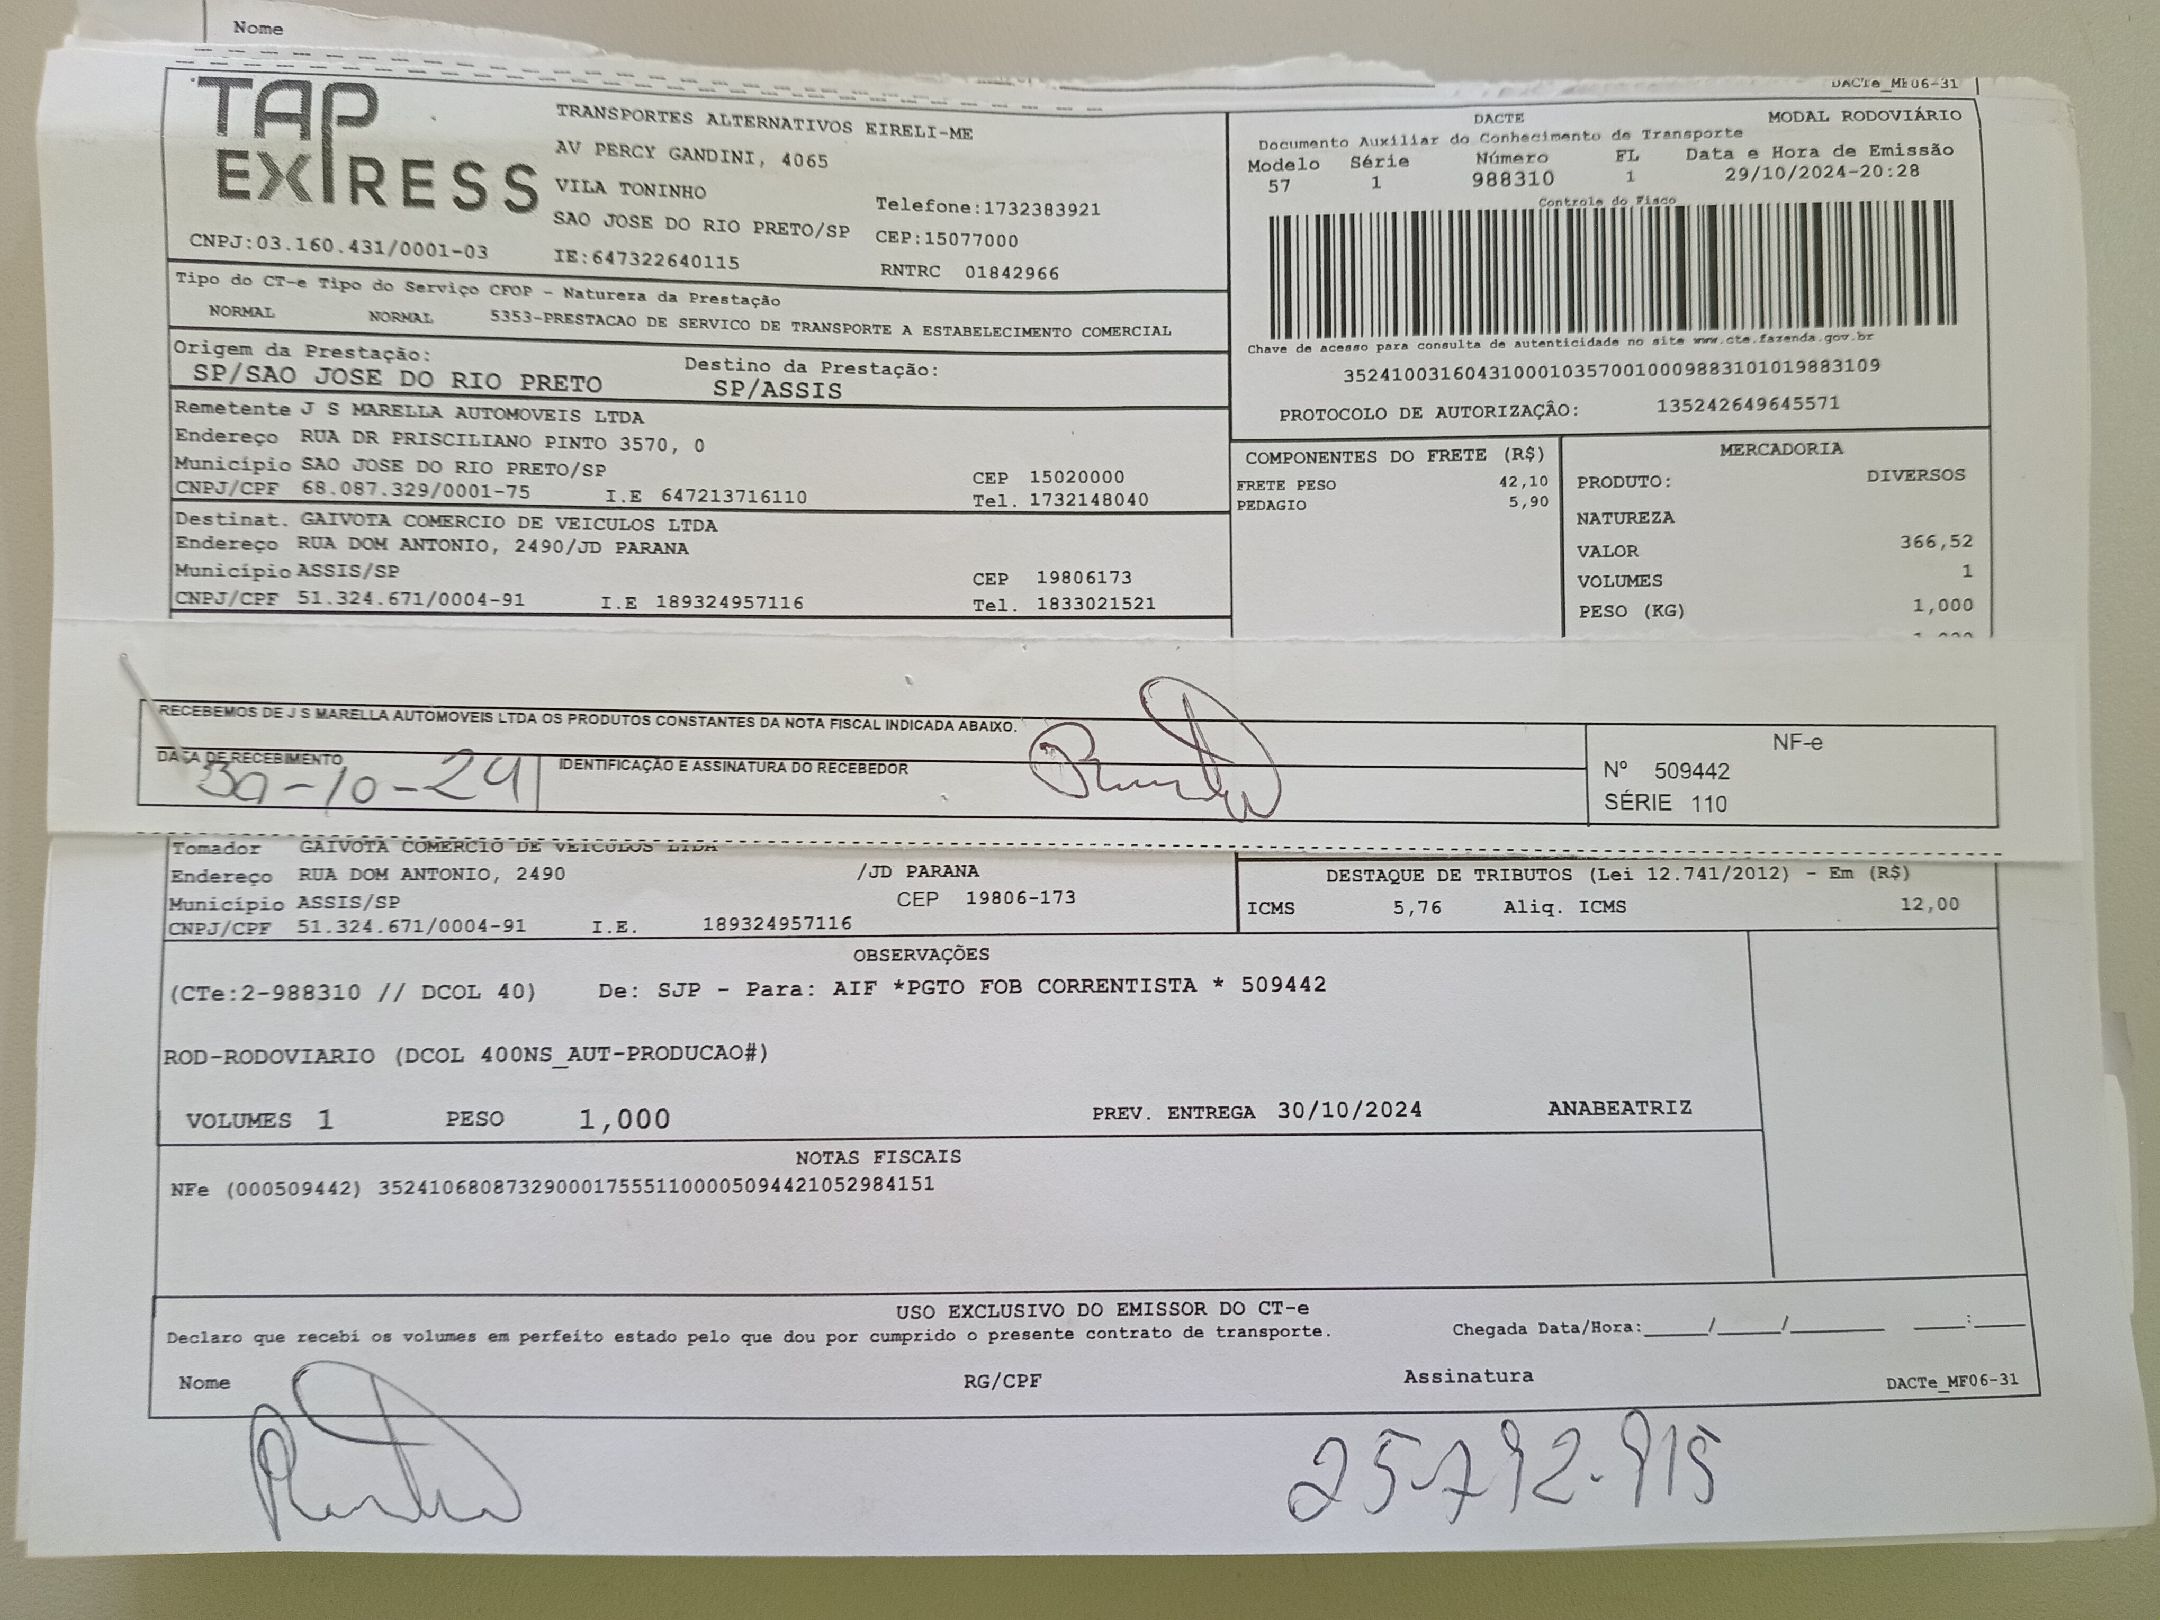 Nome
DACTe_MF06-31
TAP EXPRESS
TRANSPORTES ALTERNATIVOS EIRELI-ME
AV PERCY GANDINI, 4065
VILA TONINHO
Telefone:1732383921
SAO JOSE DO RIO PRETO/SP CEP:15077000
CNPJ:03.160.431/0001-03 IE:647322640115 RNTRC 01842966
DACTE MODAL RODOVIÁRIO
Documento Auxiliar do Conhecimento de Transporte
Modelo Série Número FL Data e Hora de Emissão
57 1 988310 1 29/10/2024-20:28
Controle do Fisco
Chave de acesso para consulta de autenticidade no site www.cte.fazenda.gov.br
35241003160431000103570010009883101019883109
PROTOCOLO DE AUTORIZAÇÂO: 135242649645571
Tipo do CT-e Tipo do Serviço CFOP - Natureza da Prestação
NORMAL NORMAL 5353-PRESTACAO DE SERVICO DE TRANSPORTE A ESTABELECIMENTO COMERCIAL
Origem da Prestação: Destino da Prestação:
SP/SAO JOSE DO RIO PRETO SP/ASSIS
Remetente J S MARELLA AUTOMOVEIS LTDA
Endereço RUA DR PRISCILIANO PINTO 3570, 0
Município SAO JOSE DO RIO PRETO/SP CEP 15020000
CNPJ/CPF 68.087.329/0001-75 I.E 647213716110 Tel. 1732148040
Destinat. GAIVOTA COMERCIO DE VEICULOS LTDA
Endereço RUA DOM ANTONIO, 2490/JD PARANA
Município ASSIS/SP CEP 19806173
CNPJ/CPF 51.324.671/0004-91 I.E 189324957116 Tel. 1833021521
COMPONENTES DO FRETE (R$)
FRETE PESO 42,10
PEDAGIO 5,90
MERCADORIA
PRODUTO: DIVERSOS
NATUREZA
VALOR 366,52
VOLUMES 1
PESO (KG) 1,000
RECEBEMOS DE J S MARELLA AUTOMOVEIS LTDA OS PRODUTOS CONSTANTES DA NOTA FISCAL INDICADA ABAIXO.
DATA DE RECEBIMENTO IDENTIFICAÇÃO E ASSINATURA DO RECEBEDOR
30-10-24
NF-e
Nº 509442
SÉRIE 110
Tomador GAIVOTA COMERCIO DE VEICULOS LTDA
Endereço RUA DOM ANTONIO, 2490 /JD PARANA
Município ASSIS/SP CEP 19806-173
CNPJ/CPF 51.324.671/0004-91 I.E. 189324957116
DESTAQUE DE TRIBUTOS (Lei 12.741/2012) - Em (R$)
ICMS 5,76 Aliq. ICMS 12,00
OBSERVAÇÕES
(CTe:2-988310 // DCOL 40) De: SJP - Para: AIF *PGTO FOB CORRENTISTA * 509442
ROD-RODOVIARIO (DCOL 400NS_AUT-PRODUCAO#)
VOLUMES 1 PESO 1,000 PREV. ENTREGA 30/10/2024 ANABEATRIZ
NOTAS FISCAIS
NFe (000509442) 35241068087329000175551100005094421052984151
USO EXCLUSIVO DO EMISSOR DO CT-e
Declaro que recebi os volumes em perfeito estado pelo que dou por cumprido o presente contrato de transporte. Chegada Data/Hora:_____/_____/________ ____:____
Nome RG/CPF Assinatura DACTe_MF06-31